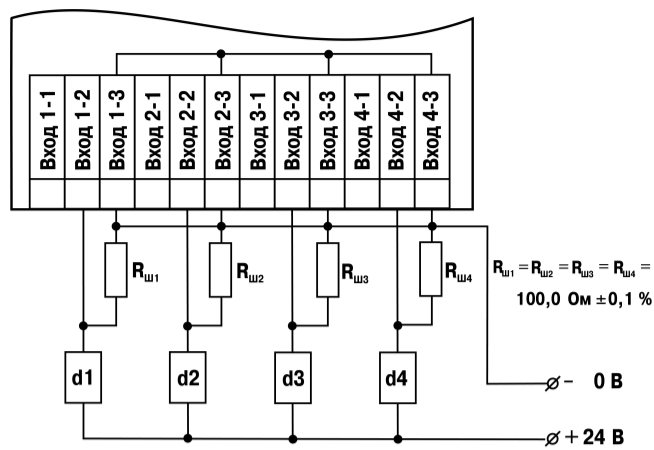 Вход 1-1
Вход 1-2
Вход 1-3
Вход 2-1
Вход 2-2
Вход 2-3
Вход 3-1
Вход 3-2
Вход 3-3
Вход 4-1
Вход 4-2
Вход 4-3
Rш1
Rш2
Rш3
Rш4
Rш1 = Rш2 = Rш3 = Rш4 =
100,0 Ом ±0,1 %
d1
d2
d3
d4
− 0 В
+ 24 В